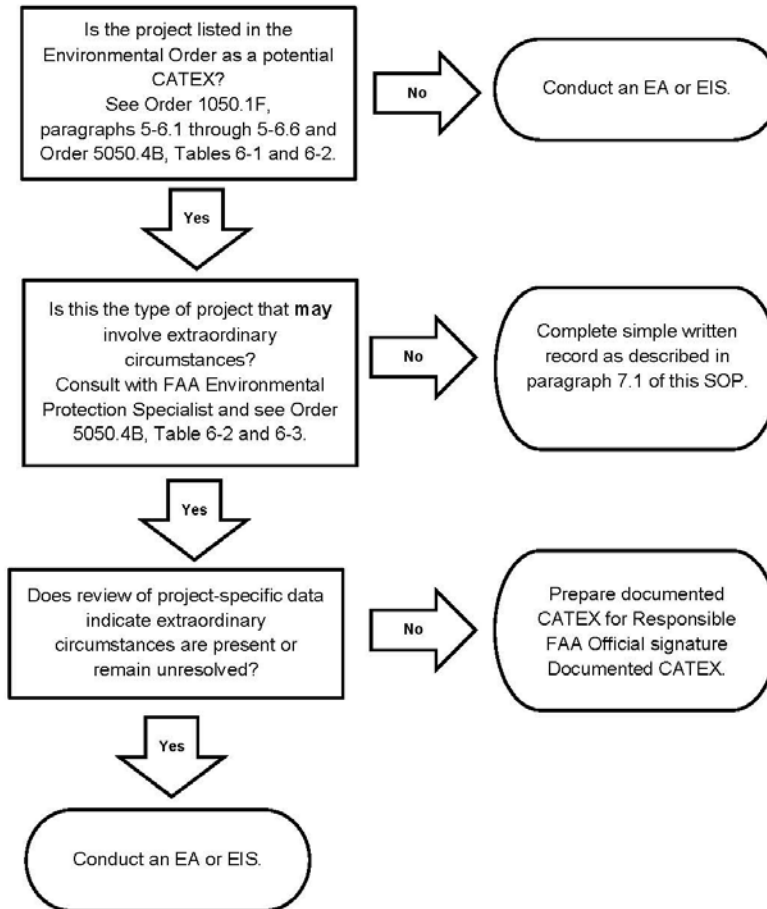 Is the project listed in the
Environmental Order as a potential
CATEX?
See Order 1050.1F,
paragraphs 5-6.1 through 5-6.6 and
Order 5050.4B, Tables 6-1 and 6-2.
No
Conduct an EA or EIS.
Yes
Is this the type of project that may
involve extraordinary
circumstances?
Consult with FAA Environmental
Protection Specialist and see Order
5050.4B, Table 6-2 and 6-3.
No
Complete simple written
record as described in
paragraph 7.1 of this SOP.
Yes
Does review of project-specific data
indicate extraordinary
circumstances are present or
remain unresolved?
No
Prepare documented
CATEX for Responsible
FAA Official signature
Documented CATEX.
Yes
Conduct an EA or EIS.